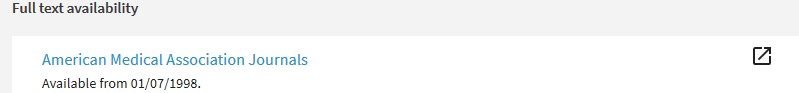 Full text availability
American Medical Association Journals
Available from 01/07/1998.